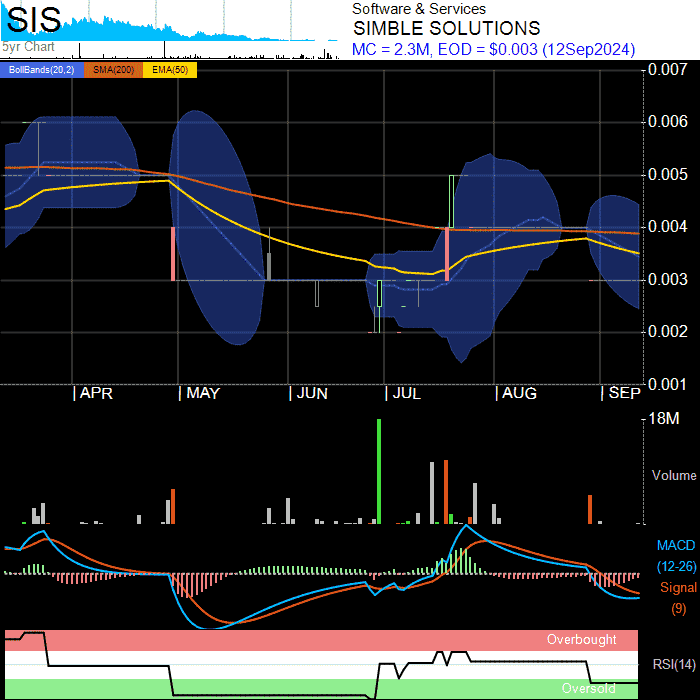 SIS
5yr Chart
Software & Services
SIMBLE SOLUTIONS
MC = 2.3M, EOD = $0.003 (12Sep2024)
BollBands(20,2) SMA(200) EMA(50)
0.007
0.006
0.005
0.004
0.003
0.002
0.001
APR MAY JUN JUL AUG SEP
18M
Volume
MACD
(12-26)
Signal
(9)
Overbought
RSI(14)
Oversold